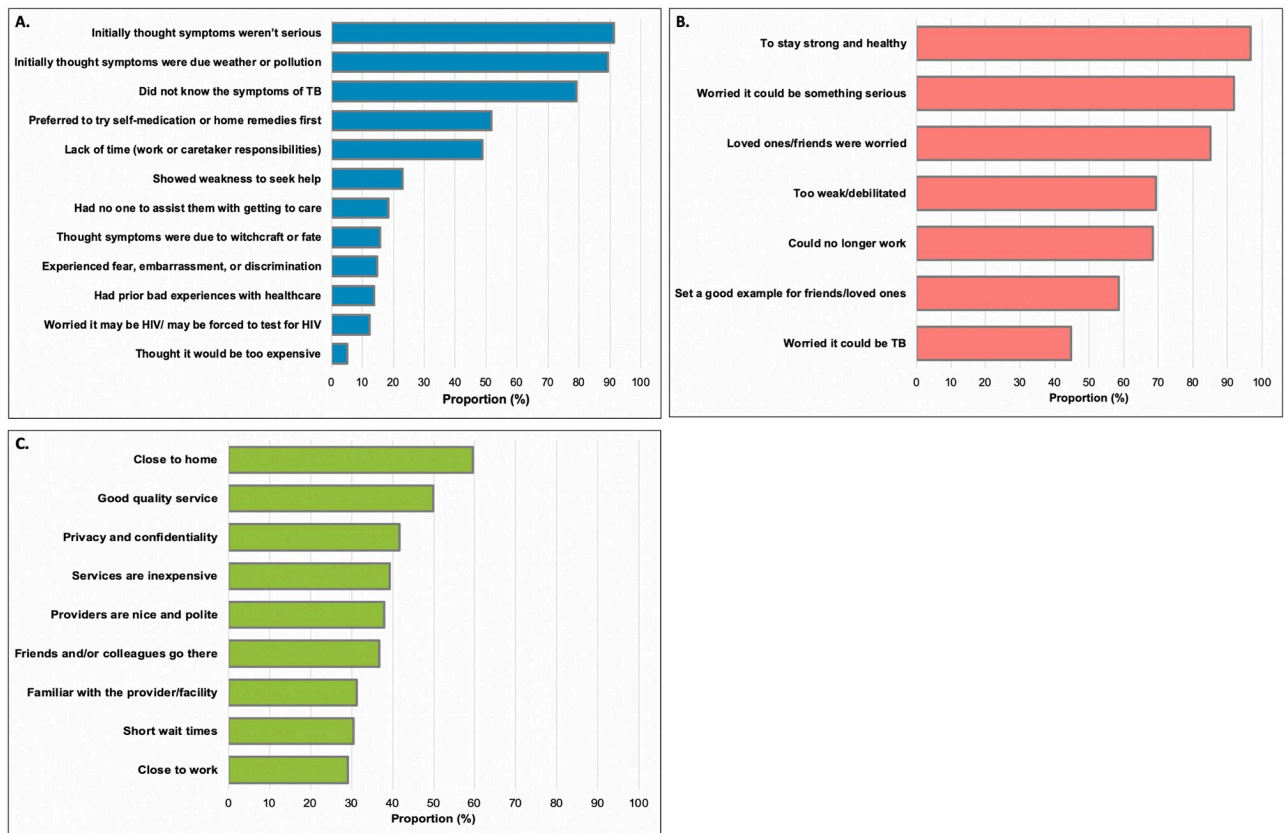 A.
Initially thought symptoms weren't serious
Initially thought symptoms were due weather or pollution
Did not know the symptoms of TB
Preferred to try self-medication or home remedies first
Lack of time (work or caretaker responsibilities)
Showed weakness to seek help
Had no one to assist them with getting to care
Thought symptoms were due to witchcraft or fate
Experienced fear, embarrassment, or discrimination
Had prior bad experiences with healthcare
Worried it may be HIV/ may be forced to test for HIV
Thought it would be too expensive
0 10 20 30 40 50 60 70 80 90 100
Proportion (%)
B.
To stay strong and healthy
Worried it could be something serious
Loved ones/friends were worried
Too weak/debilitated
Could no longer work
Set a good example for friends/loved ones
Worried it could be TB
0 10 20 30 40 50 60 70 80 90 100
Proportion (%)
C.
Close to home
Good quality service
Privacy and confidentiality
Services are inexpensive
Providers are nice and polite
Friends and/or colleagues go there
Familiar with the provider/facility
Short wait times
Close to work
0 10 20 30 40 50 60 70 80 90 100
Proportion (%)